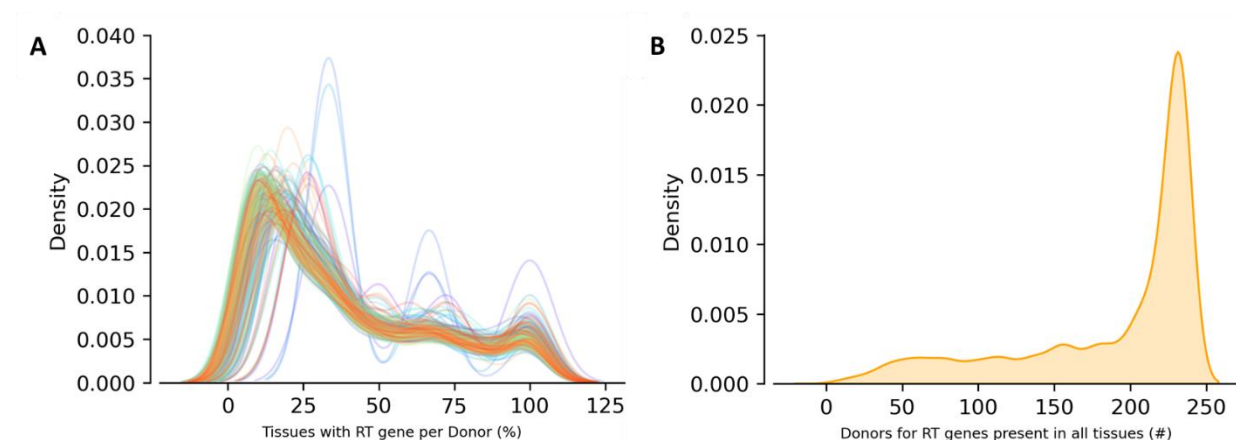 A
Density
0.040
0.035
0.030
0.025
0.020
0.015
0.010
0.005
0.000
0 25 50 75 100 125
Tissues with RT gene per Donor (%)
B
Density
0.025
0.020
0.015
0.010
0.005
0.000
0 50 100 150 200 250
Donors for RT genes present in all tissues (#)